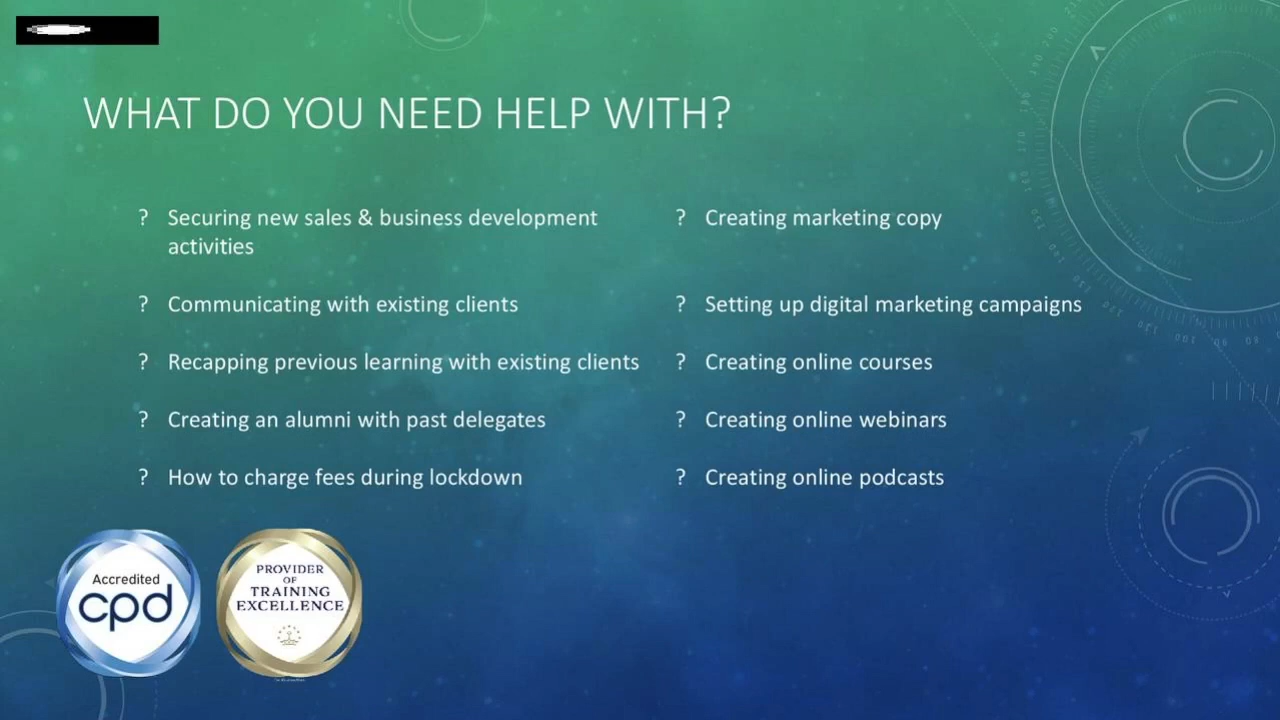 WHAT DO YOU NEED HELP WITH?
? Securing new sales & business development
activities
? Communicating with existing clients
? Recapping previous learning with existing clients
? Creating an alumni with past delegates
? How to charge fees during lockdown
? Creating marketing copy
? Setting up digital marketing campaigns
? Creating online courses
? Creating online webinars
? Creating online podcasts
Accredited
cpd
PROVIDER
OF
TRAINING
EXCELLENCE